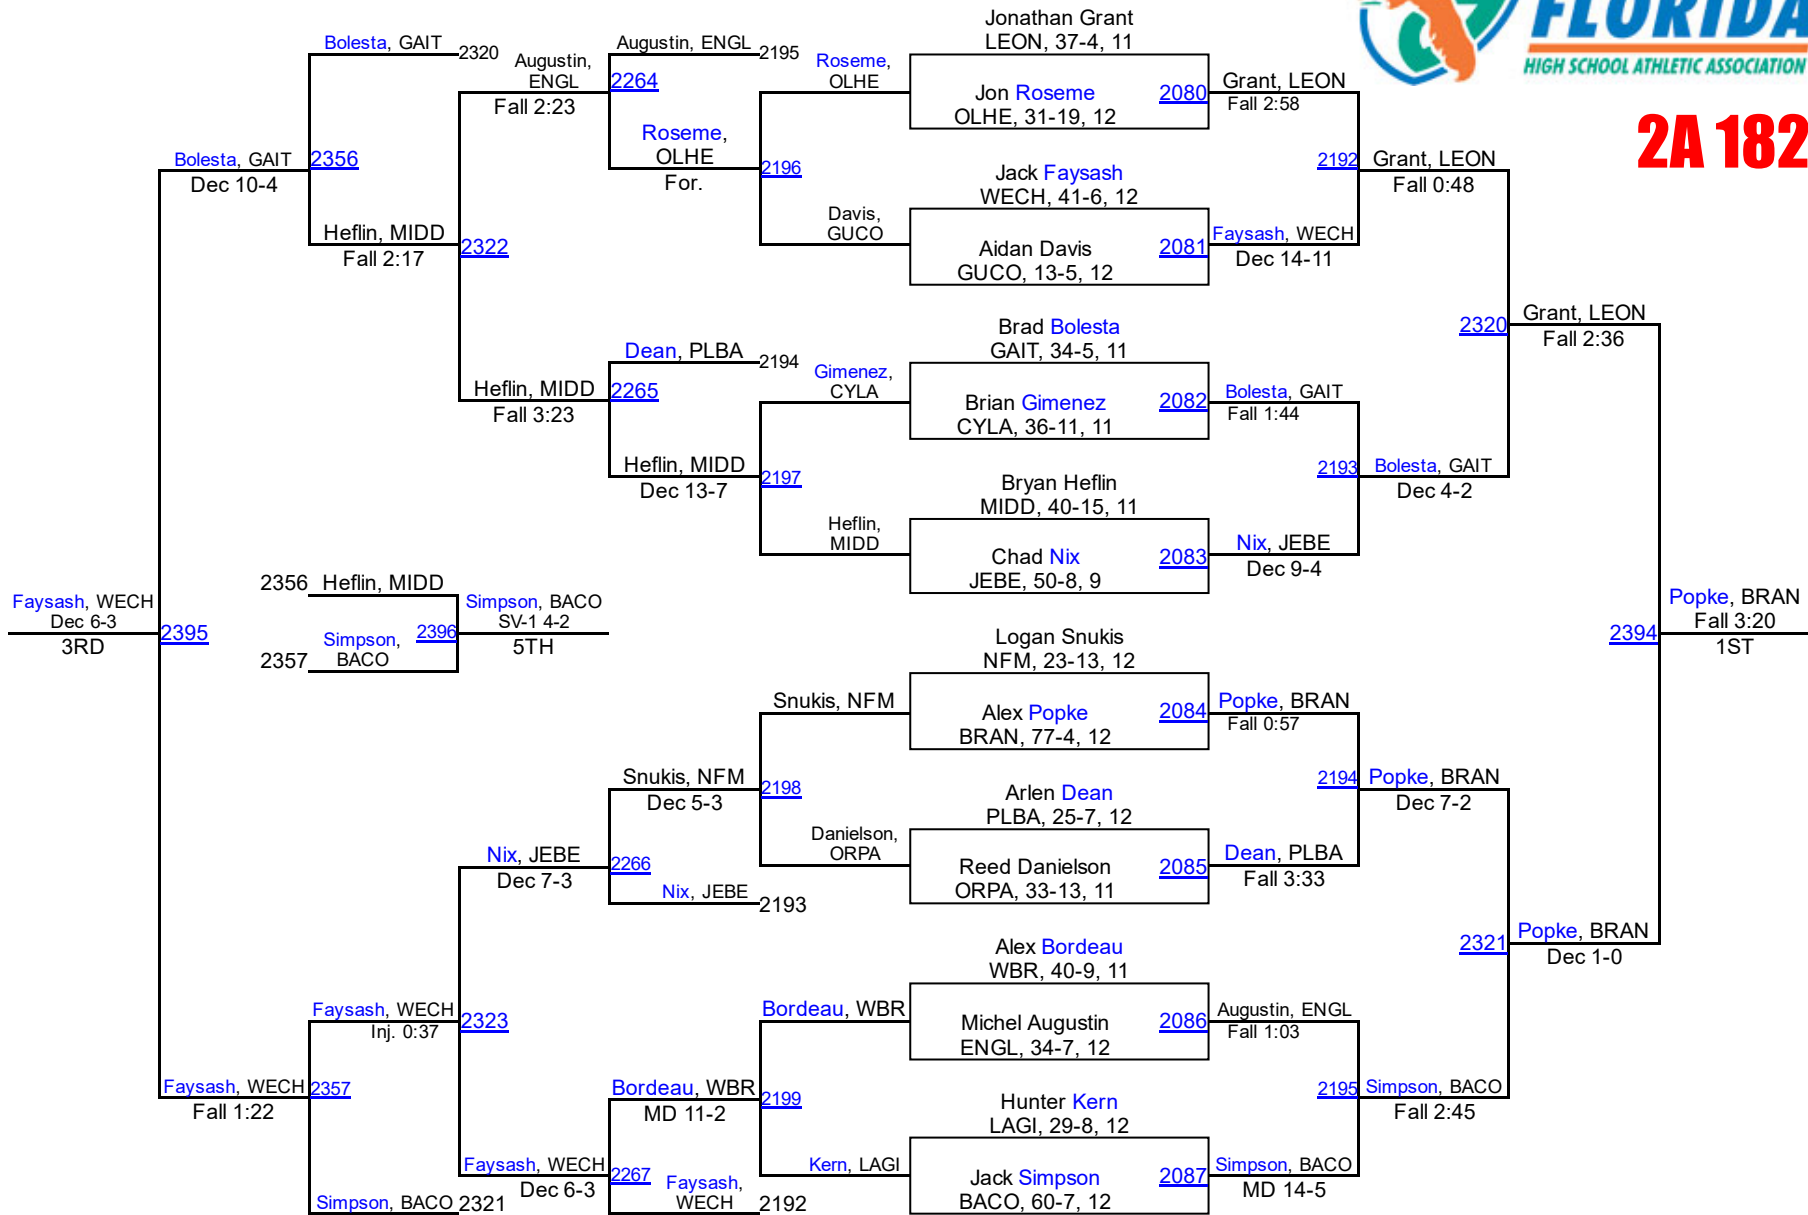 FLORIDA
HIGH SCHOOL ATHLETIC ASSOCIATION
2A 182
Jonathan Grant
LEON, 37-4, 11
Jon Roseme
OLHE, 31-19, 12
2080
Jack Faysash
WECH, 41-6, 12
Aidan Davis
GUCO, 13-5, 12
2081
Brad Bolesta
GAIT, 34-5, 11
Brian Gimenez
CYLA, 36-11, 11
2082
Bryan Heflin
MIDD, 40-15, 11
Chad Nix
JEBE, 50-8, 9
2083
Logan Snukis
NFM, 23-13, 12
Alex Popke
BRAN, 77-4, 12
2084
Arlen Dean
PLBA, 25-7, 12
Reed Danielson
ORPA, 33-13, 11
2085
Alex Bordeau
WBR, 40-9, 11
Michel Augustin
ENGL, 34-7, 12
2086
Hunter Kern
LAGI, 29-8, 12
Jack Simpson
BACO, 60-7, 12
2087
Grant, LEON
Fall 2:58
Faysash, WECH
Dec 14-11
Bolesta, GAIT
Fall 1:44
Nix, JEBE
Dec 9-4
Popke, BRAN
Fall 0:57
Dean, PLBA
Fall 3:33
Augustin, ENGL
Fall 1:03
Simpson, BACO
MD 14-5
2192
Grant, LEON
Fall 0:48
2193
Bolesta, GAIT
Dec 4-2
2194
Popke, BRAN
Dec 7-2
2195
Simpson, BACO
Fall 2:45
2320
Grant, LEON
Fall 2:36
2321
Popke, BRAN
Dec 1-0
2394
Popke, BRAN
Fall 3:20
1ST
Roseme,
OLHE
Davis,
GUCO
2196
Gimenez,
CYLA
Heflin,
MIDD
2197
Snukis, NFM
Danielson,
ORPA
2198
Bordeau, WBR
Kern, LAGI
2199
Augustin, ENGL
2195
2264
Roseme,
OLHE
For.
Dean, PLBA
2194
2265
Heflin, MIDD
Dec 13-7
Snukis, NFM
Dec 5-3
2266
Nix, JEBE
2193
Bordeau, WBR
MD 11-2
2267
Faysash,
WECH
2192
Augustin,
ENGL
Fall 2:23
2322
Heflin, MIDD
Fall 3:23
Nix, JEBE
Dec 7-3
2323
Faysash, WECH
Dec 6-3
Bolesta, GAIT
2320
2356
Heflin, MIDD
Fall 2:17
Faysash, WECH
Inj. 0:37
2357
Simpson, BACO
2321
Bolesta, GAIT
Dec 10-4
Faysash, WECH
Fall 1:22
2395
Faysash, WECH
Dec 6-3
3RD
2356
Heflin, MIDD
2357
Simpson,
BACO
2396
Simpson, BACO
SV-1 4-2
5TH